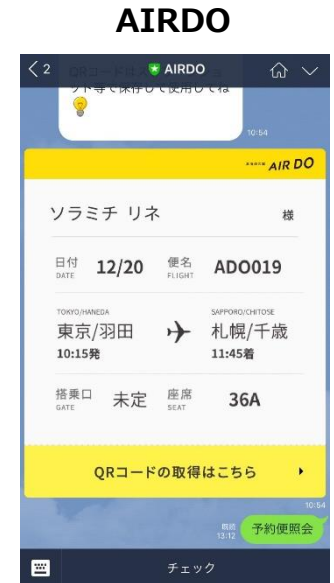 AIRDO
< 2 AIRDO
ット等で保存して使用してね
10:54
AIR DO
ソラミチ リネ 様
日付 12/20 便名 ADO019
DATE FLIGHT
TOKYO/HANEDA SAPPORO/CHITOSE
東京/羽田 札幌/千歳
10:15発 11:45着
搭乗口 未定 座席 36A
GATE SEAT
QRコードの取得はこちら
10:54
既読
13:12 予約便照会
チェック